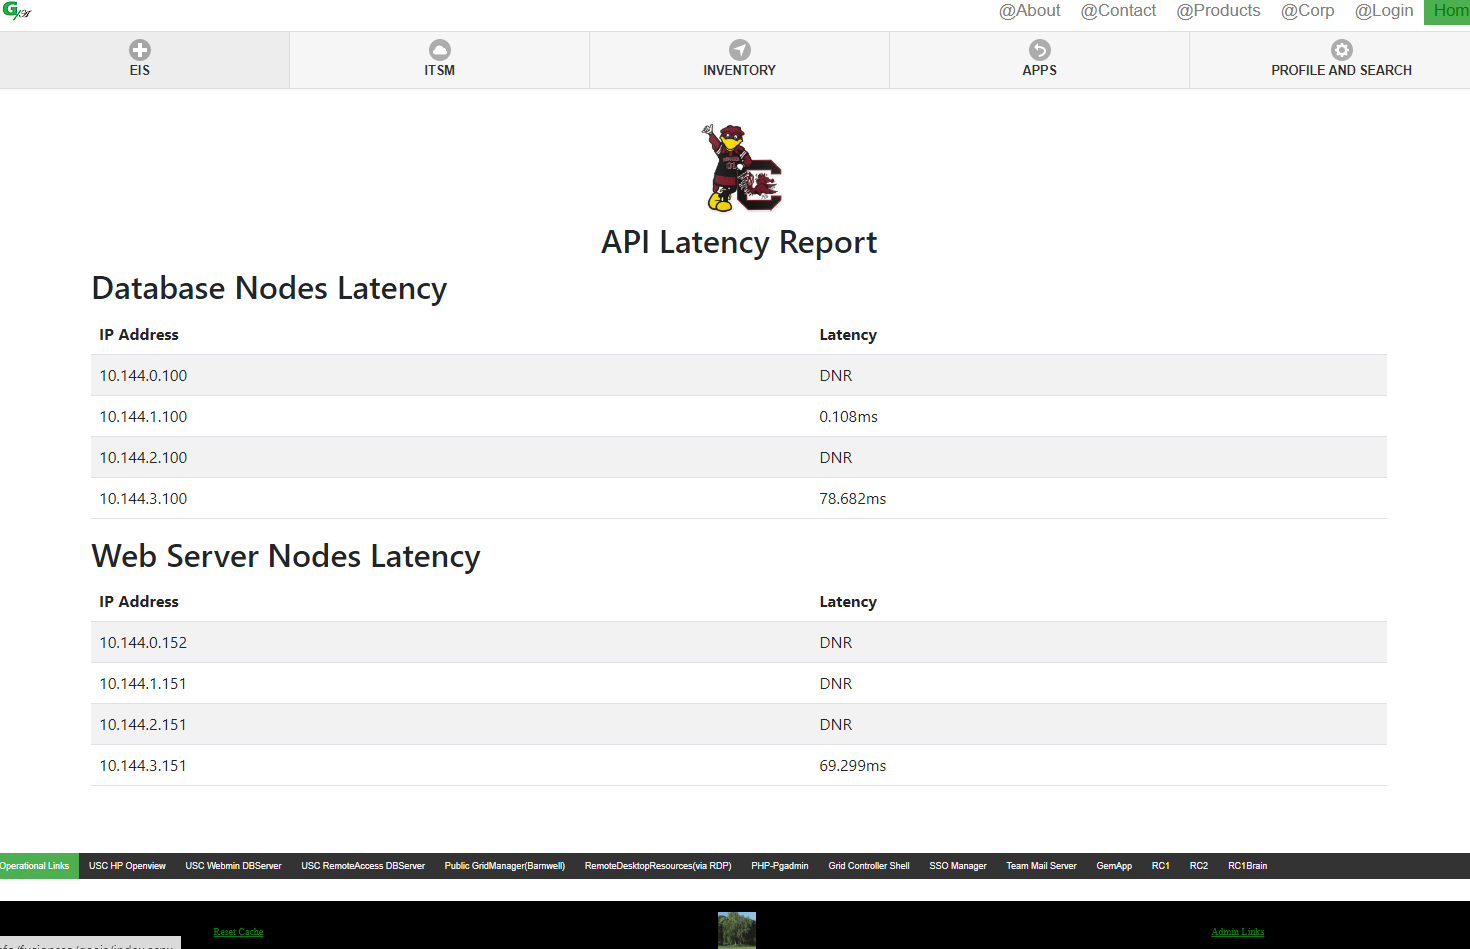 G/A
@About @Contact @Products @Corp @Login Hom
EIS ITSM INVENTORY APPS PROFILE AND SEARCH
API Latency Report
Database Nodes Latency
IP Address Latency
10.144.0.100 DNR
10.144.1.100 0.108ms
10.144.2.100 DNR
10.144.3.100 78.682ms
Web Server Nodes Latency
IP Address Latency
10.144.0.152 DNR
10.144.1.151 DNR
10.144.2.151 DNR
10.144.3.151 69.299ms
Operational Links USC HP Openview USC Webmin DBServer USC RemoteAccess DBServer Public GridManager(Barnwell) RemoteDesktopResources(via RDP) PHP-Pgadmin Grid Controller Shell SSO Manager Team Mail Server GemApp RC1 RC2 RC1Brain
Reset Cache Admin Links